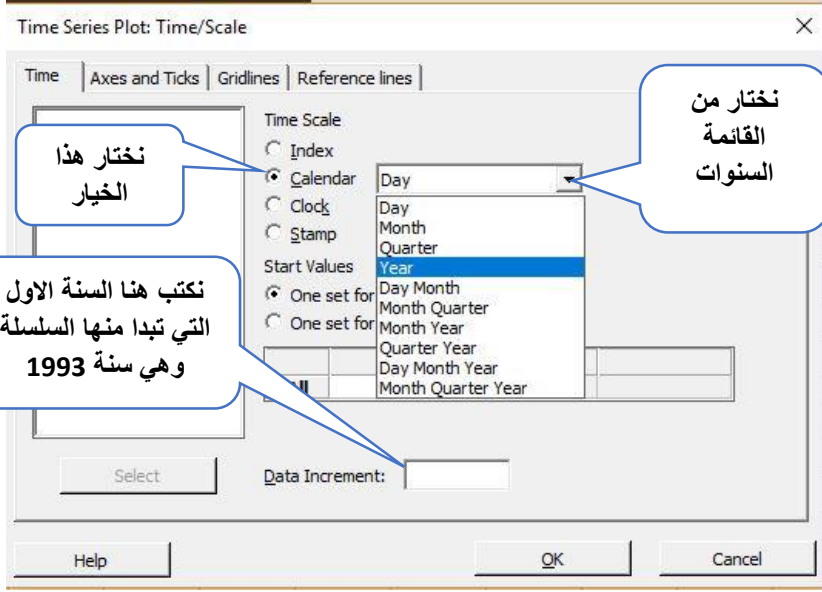 Time Series Plot: Time/Scale
Time
Axes and Ticks
Gridlines
Reference lines
Time Scale
Index
Calendar
Day
Clock
Stamp
Day
Month
Quarter
Year
Day Month
Month Quarter
Month Year
Quarter Year
Day Month Year
Month Quarter Year
Start Values
One set for
One set for
Data Increment:
Select
Help
OK
Cancel
نختار من
القائمة
السنوات
نختار هذا
الخيار
نكتب هنا السنة الاول
التي تبدا منها السلسلة
وهي سنة 1993